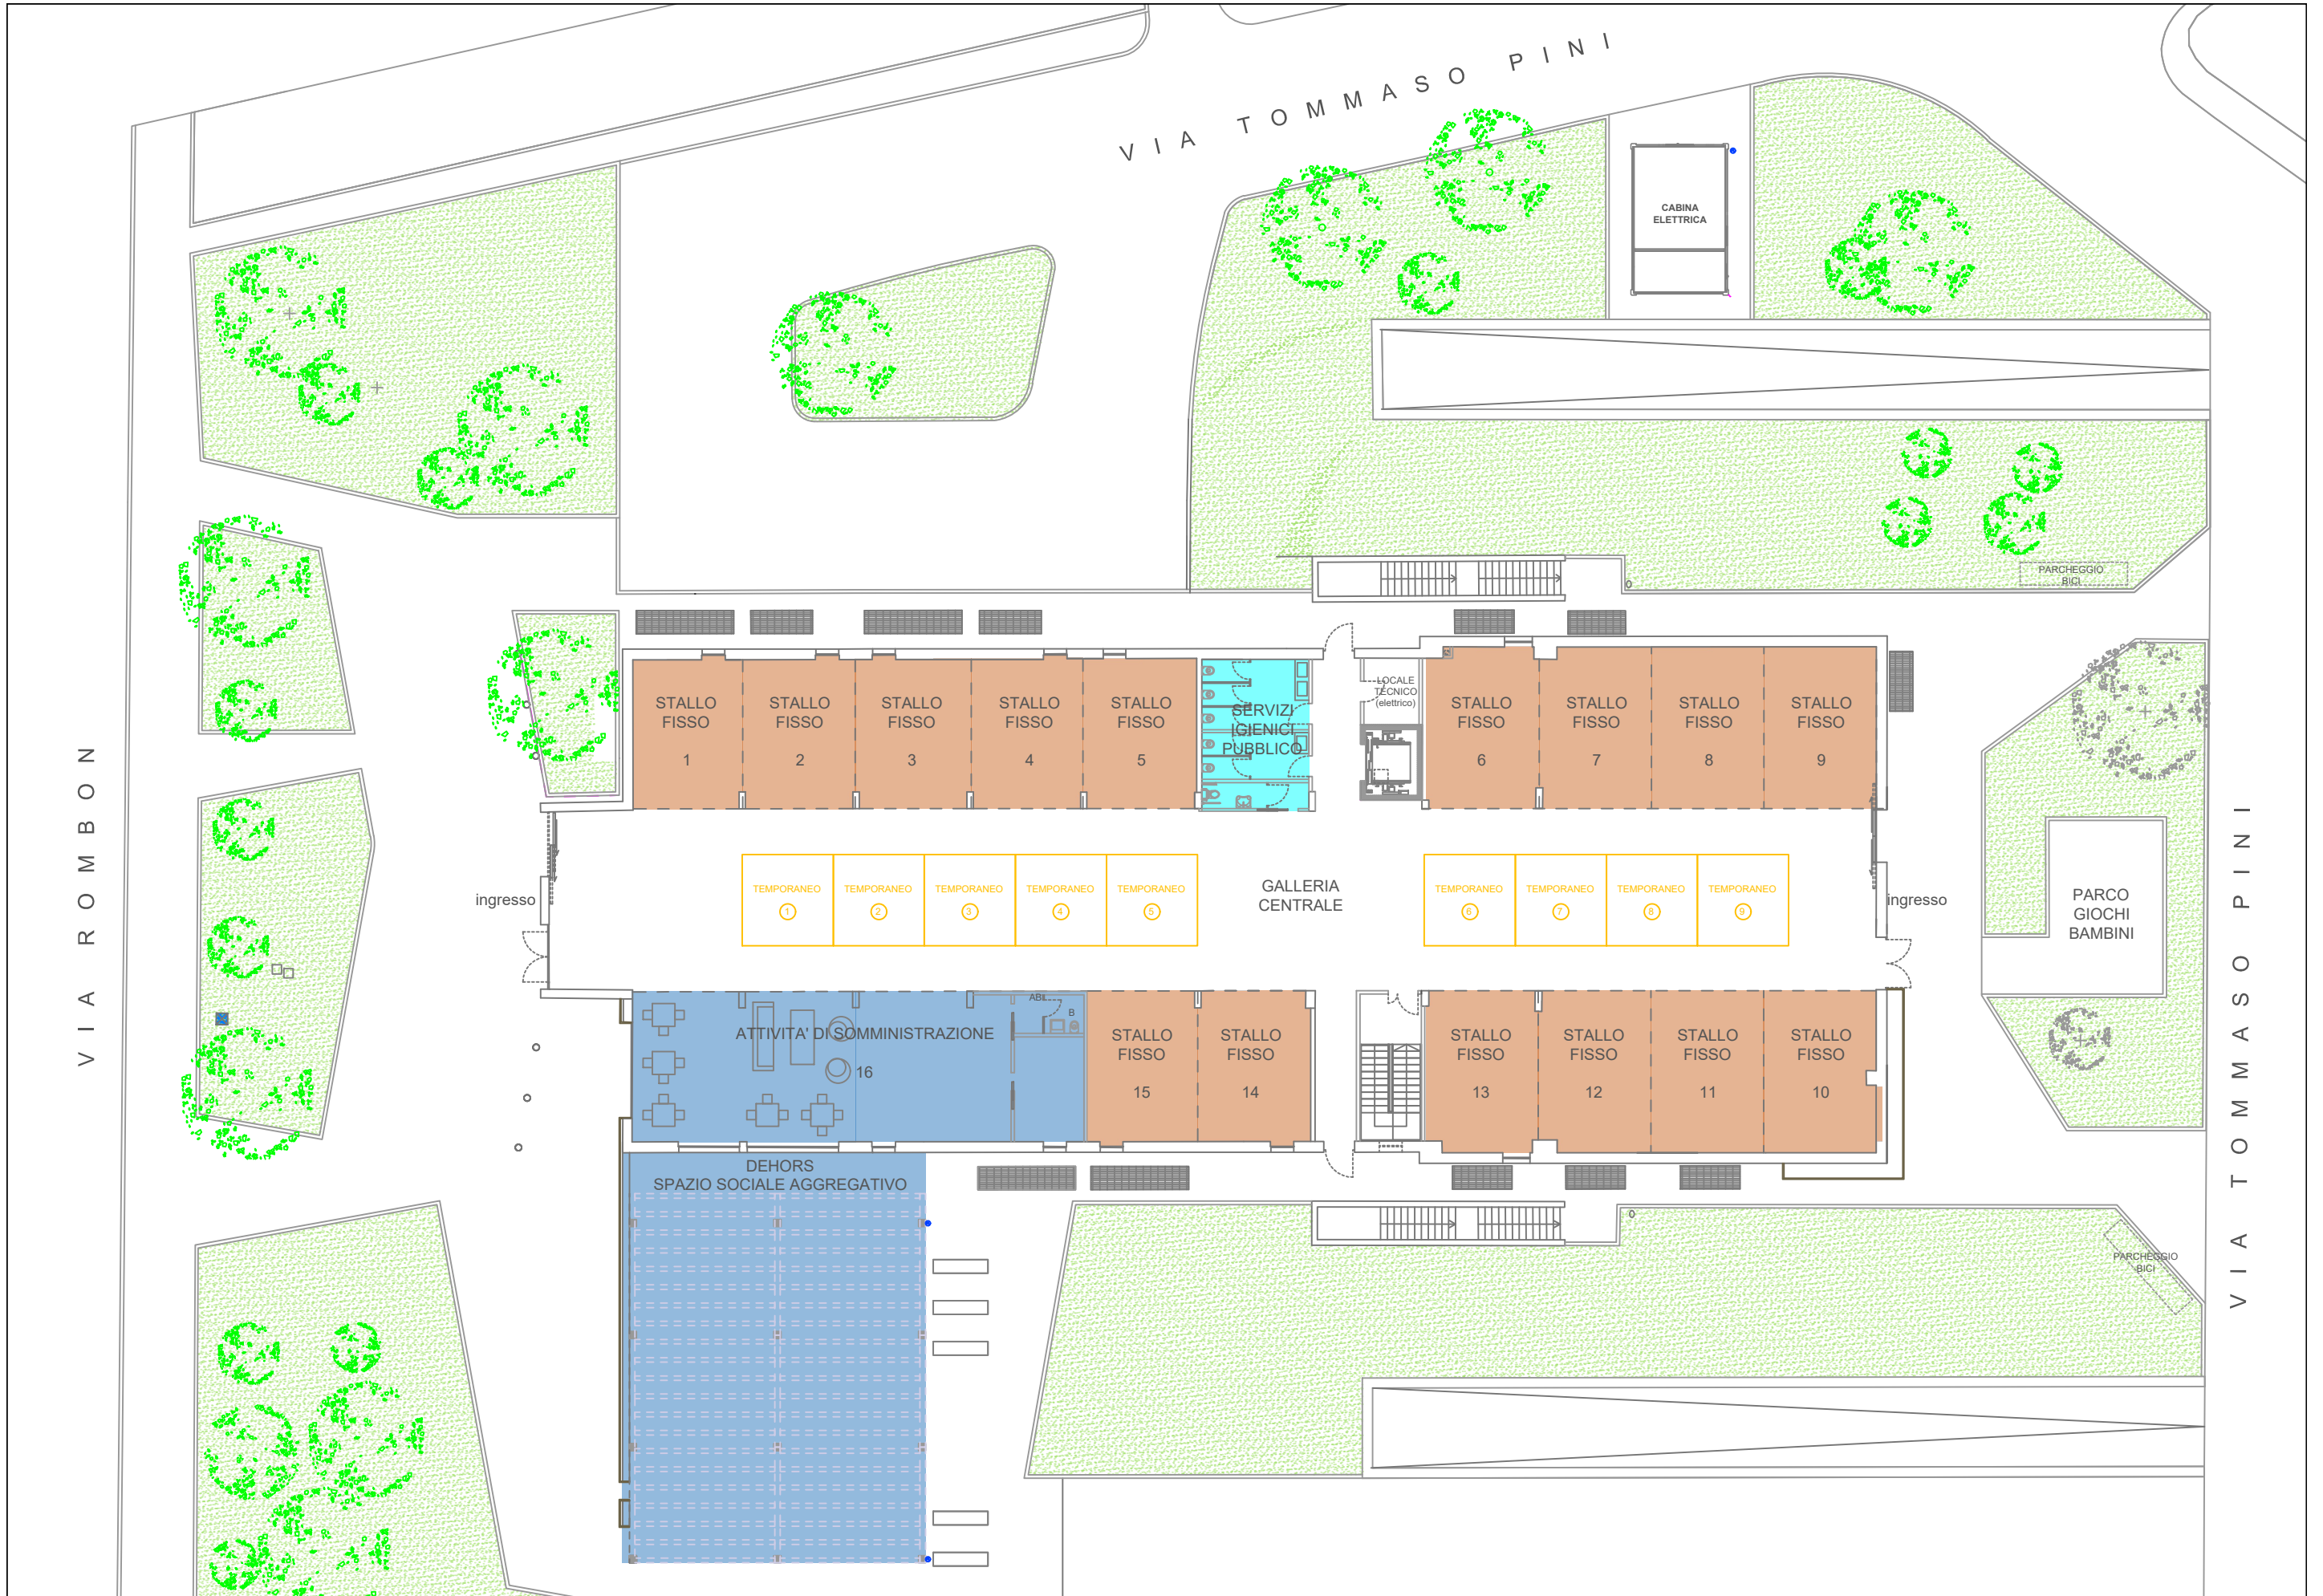 VIA TOMMASO PINI
CABINA
ELETTRICA
PARCHEGGIO
BICI
STALLO
FISSO
1
STALLO
FISSO
2
STALLO
FISSO
3
STALLO
FISSO
4
STALLO
FISSO
5
SERVIZI
IGIENICI
PUBBLICO
LOCALE
TECNICO
(elettrico)
STALLO
FISSO
6
STALLO
FISSO
7
STALLO
FISSO
8
STALLO
FISSO
9
VIA ROMBON
ingresso
TEMPORANEO
1
TEMPORANEO
2
TEMPORANEO
3
TEMPORANEO
4
TEMPORANEO
5
GALLERIA
CENTRALE
TEMPORANEO
6
TEMPORANEO
7
TEMPORANEO
8
TEMPORANEO
9
ingresso
PARCO
GIOCHI
BAMBINI
VIA TOMMASO PINI
ATTIVITA' DI SOMMINISTRAZIONE
16
B
STALLO
FISSO
15
STALLO
FISSO
14
STALLO
FISSO
13
STALLO
FISSO
12
STALLO
FISSO
11
STALLO
FISSO
10
DEHORS
SPAZIO SOCIALE AGGREGATIVO
PARCHEGGIO
BICI